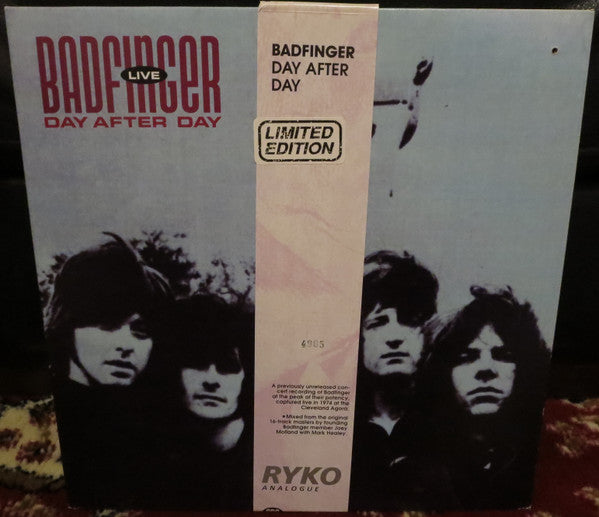 BADFINGER
LIVE
DAY AFTER DAY
BADFINGER
DAY AFTER
DAY
LIMITED
EDITION
4905
A previously unreleased con-
cert recording of Badfinger
at the peak of their potency,
captured live in 1974 at the
Cleveland Agora.
• Mixed from the original
16-track masters by founding
Badfinger member Joey
Molland with Mark Healey.
RYKO
ANALOGUE